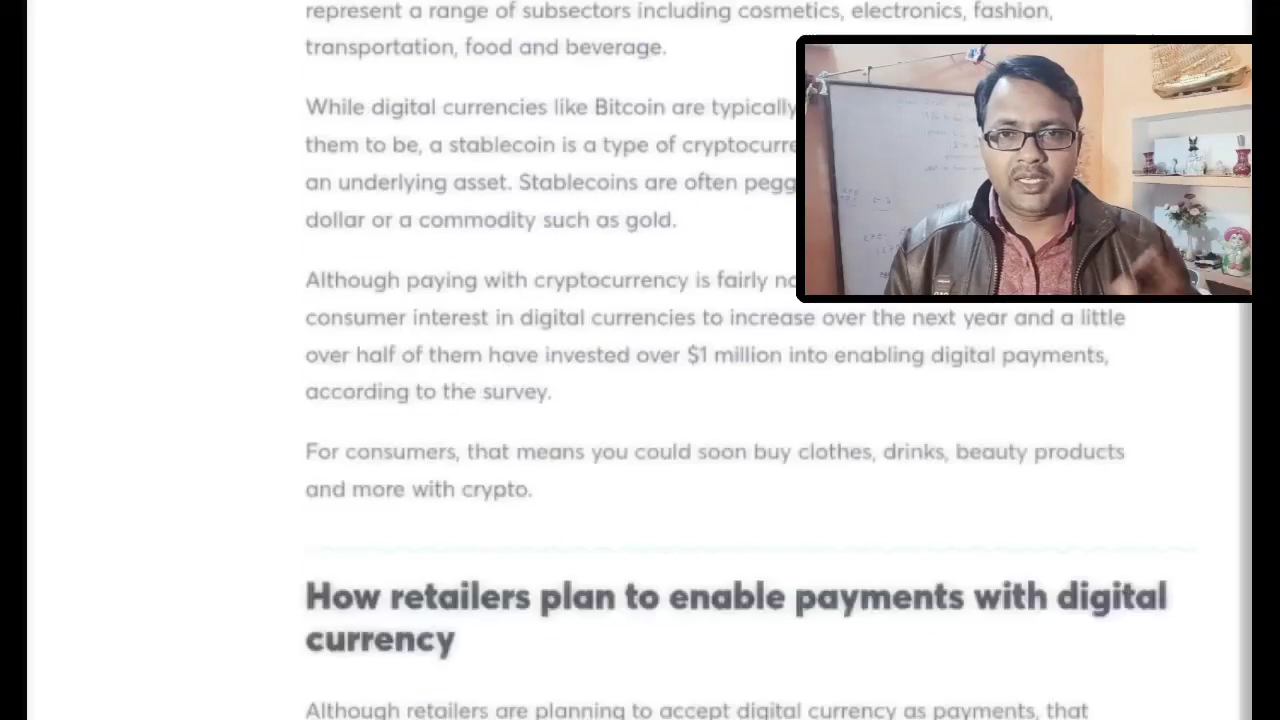 represent a range of subsectors including cosmetics, electronics, fashion,
transportation, food and beverage.
While digital currencies like Bitcoin are typically
them to be, a stablecoin is a type of
an underlying asset. Stablecoins are often
dollar or a commodity such as gold.
Although paying with cryptocurrency is fairly
consumer interest in digital currencies to increase over the next year and a little
over half of them have invested over $1 million into enabling digital payments,
according to the survey.
For consumers, that means you could soon buy clothes, drinks, beauty products
and more with crypto.
How retailers plan to enable payments with digital
currency
Although retailers are planning to accept digital currency as payments, that